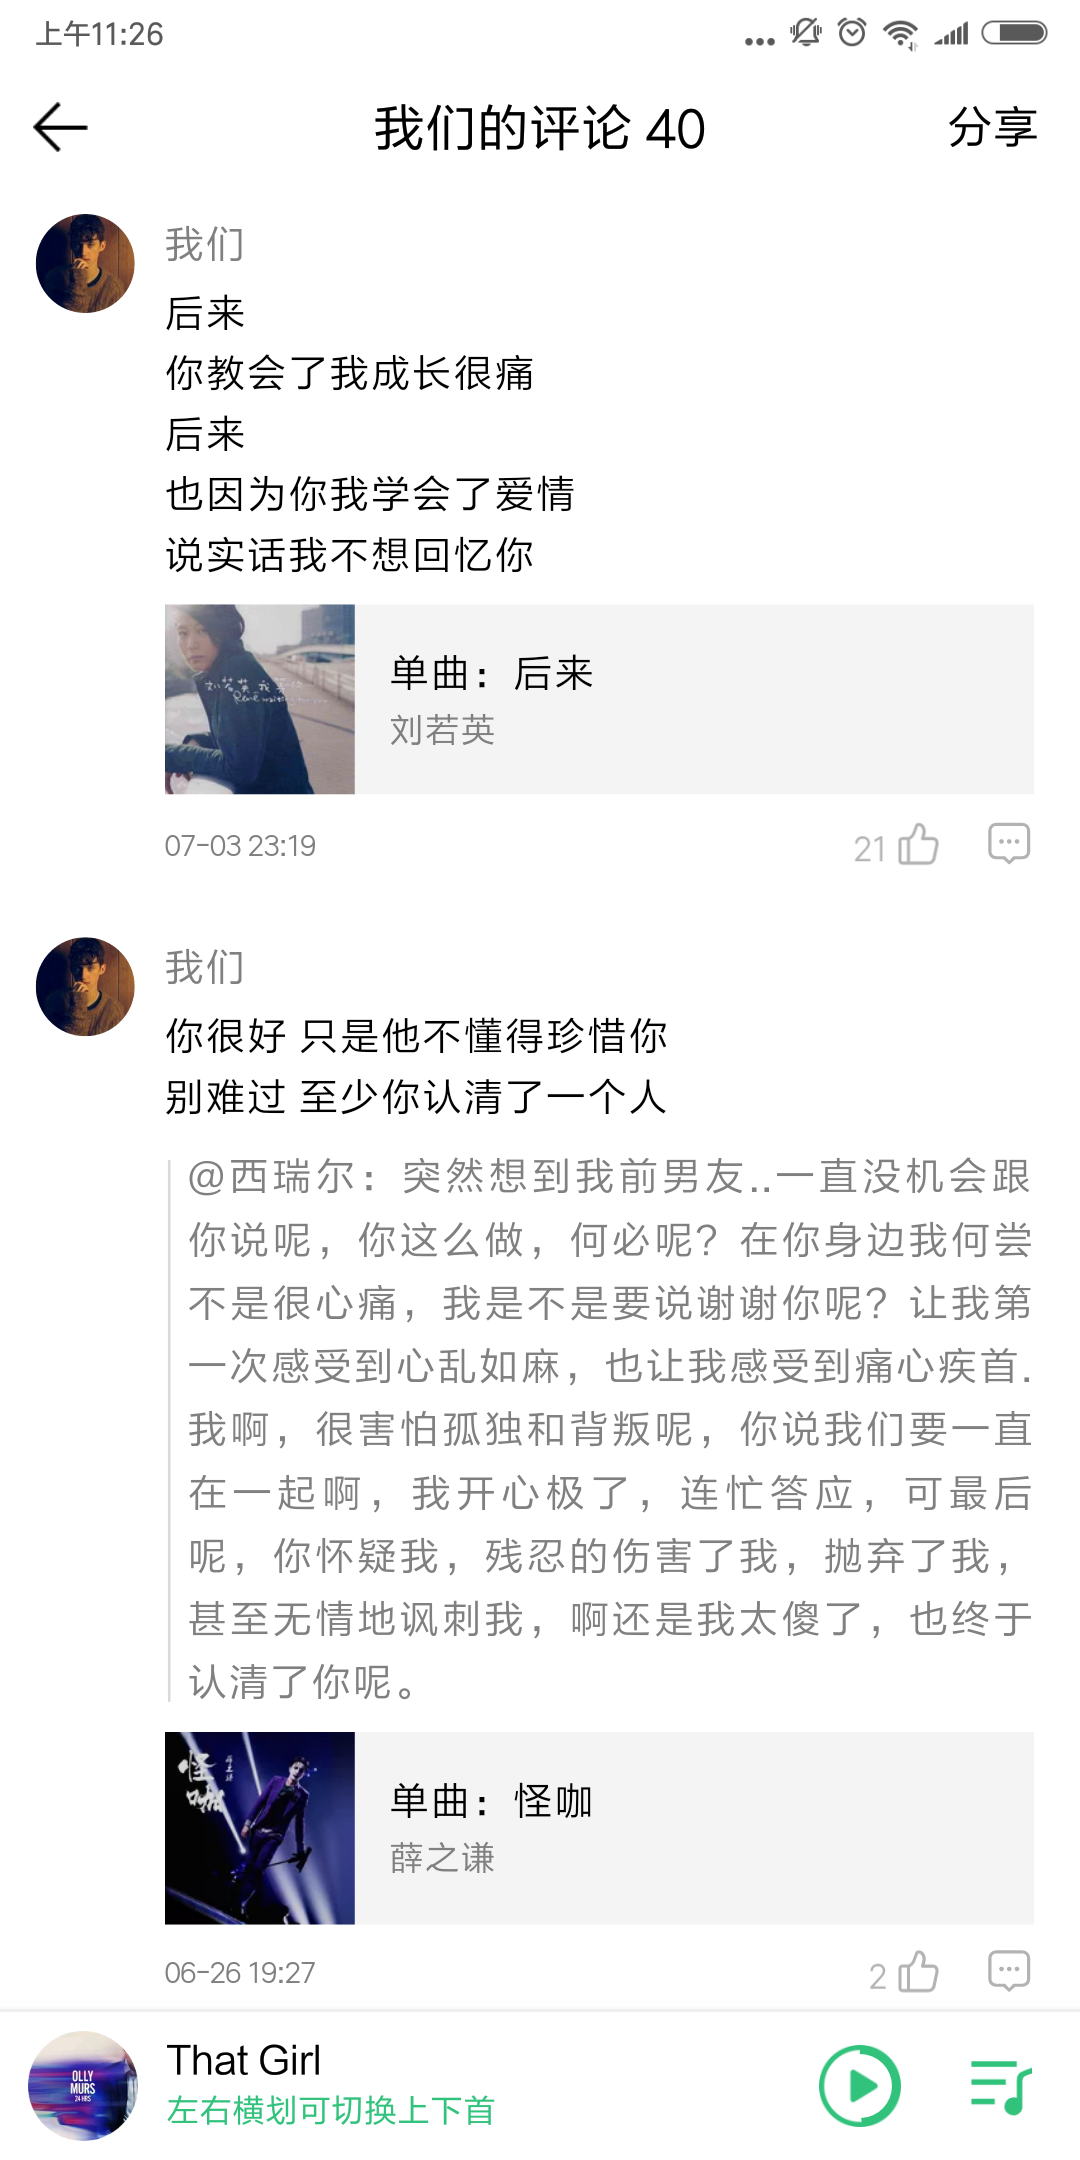 上午11:26
我们的评论 40
分享
我们
后来
你教会了我成长很痛
后来
也因为你我学会了爱情
说实话我不想回忆你
单曲：后来
刘若英
07-03 23:19
21
我们
你很好 只是他不懂得珍惜你
别难过 至少你认清了一个人
@西瑞尔：突然想到我前男友..一直没机会跟
你说呢，你这么做，何必呢？在你身边我何尝
不是很心痛，我是不是要说谢谢你呢？让我第
一次感受到心乱如麻，也让我感受到痛心疾首.
我啊，很害怕孤独和背叛呢，你说我们要一直
在一起啊，我开心极了，连忙答应，可最后
呢，你怀疑我，残忍的伤害了我，抛弃了我，
甚至无情地讽刺我，啊还是我太傻了，也终于
认清了你呢。
怪咖
薛之谦
单曲：怪咖
薛之谦
06-26 19:27
2
OLLY
MURS
24 HRS
That Girl
左右横划可切换上下首